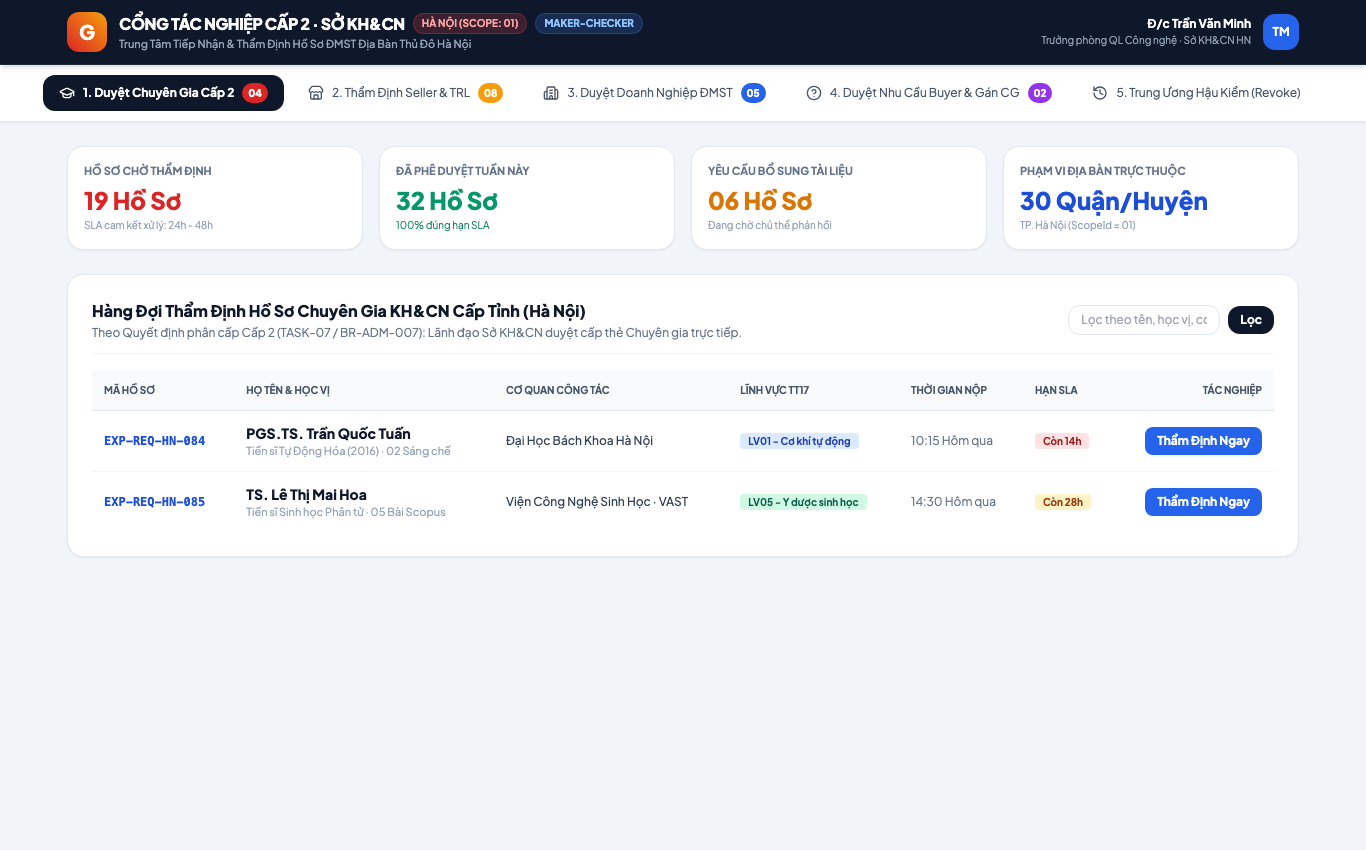 G
CỔNG TÁC NGHIỆP CẤP 2 · SỞ KH&CN
HÀ NỘI (SCOPE: 01)
MAKER-CHECKER
Trung Tâm Tiếp Nhận & Thẩm Định Hồ Sơ ĐMST Địa Bàn Thủ Đô Hà Nội
Đ/c Trần Văn Minh
Trưởng phòng QL Công nghệ · Sở KH&CN HN
TM
1. Duyệt Chuyên Gia Cấp 2 04
2. Thẩm Định Seller & TRL 08
3. Duyệt Doanh Nghiệp ĐMST 05
4. Duyệt Nhu Cầu Buyer & Gán CG 02
5. Trung Ương Hậu Kiểm (Revoke)
HỒ SƠ CHỜ THẨM ĐỊNH
19 Hồ Sơ
SLA cam kết xử lý: 24h - 48h
ĐÃ PHÊ DUYỆT TUẦN NÀY
32 Hồ Sơ
100% đúng hạn SLA
YÊU CẦU BỔ SUNG TÀI LIỆU
06 Hồ Sơ
Đang chờ chủ thể phản hồi
PHẠM VI ĐỊA BÀN TRỰC THUỘC
30 Quận/Huyện
TP. Hà Nội (ScopeId = 01)
Hàng Đợi Thẩm Định Hồ Sơ Chuyên Gia KH&CN Cấp Tỉnh (Hà Nội)
Theo Quyết định phân cấp Cấp 2 (TASK-07 / BR-ADM-007): Lãnh đạo Sở KH&CN duyệt cấp thẻ Chuyên gia trực tiếp.
Lọc theo tên, học vị, cơ
Lọc
MÃ HỒ SƠ
HỌ TÊN & HỌC VỊ
CƠ QUAN CÔNG TÁC
LĨNH VỰC TT17
THỜI GIAN NỘP
HẠN SLA
TÁC NGHIỆP
EXP-REQ-HN-084
PGS.TS. Trần Quốc Tuấn
Tiến sĩ Tự Động Hóa (2016) · 02 Sáng chế
Đại Học Bách Khoa Hà Nội
LV01 - Cơ khí tự động
10:15 Hôm qua
Còn 14h
Thẩm Định Ngay
EXP-REQ-HN-085
TS. Lê Thị Mai Hoa
Tiến sĩ Sinh học Phân tử · 05 Bài Scopus
Viện Công Nghệ Sinh Học · VAST
LV05 - Y dược sinh học
14:30 Hôm qua
Còn 28h
Thẩm Định Ngay